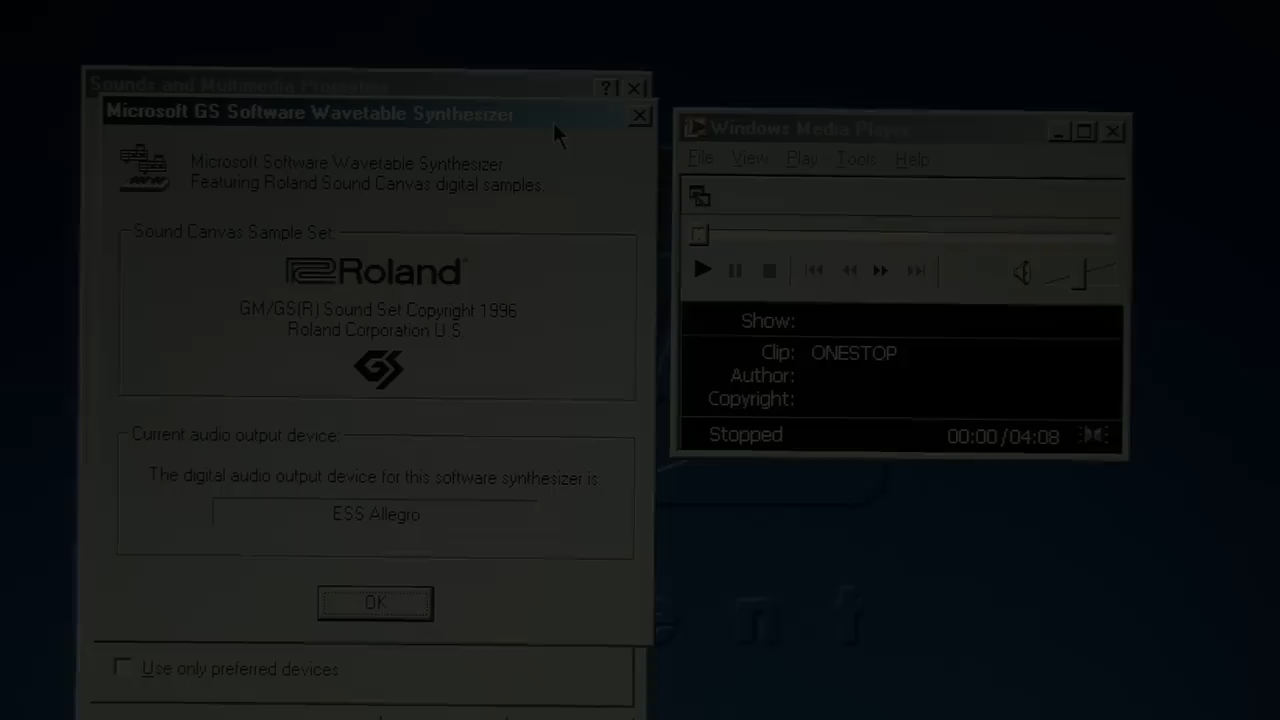 Sounds and Multimedia Properties
Microsoft GS Software Wavetable Synthesizer
Microsoft Software Wavetable Synthesizer
Featuring Roland Sound Canvas digital samples.
Sound Canvas Sample Set:
Roland
GM/GS(R) Sound Set Copyright 1996
Roland Corporation U S
GS
Current audio output device:
The digital audio output device for this software synthesizer is:
ESS Allegro
OK
Use only preferred devices
Windows Media Player
File View Play Tools Help
Show:
Clip: ONESTOP
Author:
Copyright:
Stopped 00:00/04:08
e n t